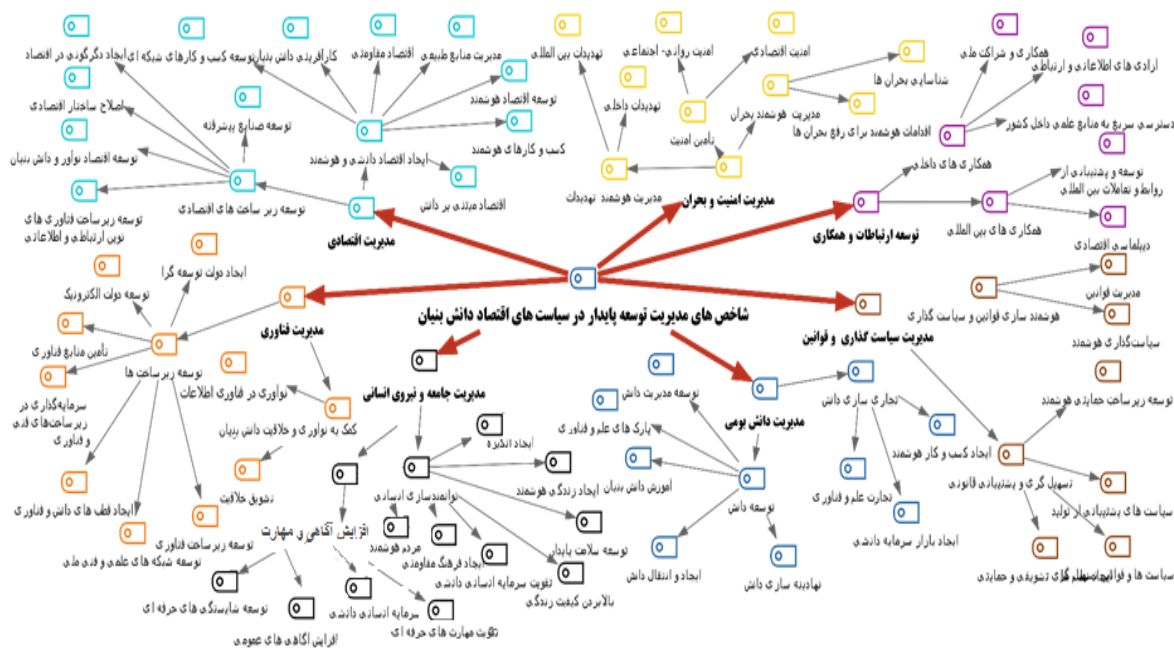 ایجاد دگرگونی در اقتصاد
توسعه کسب و کارهای شبکه ای
کارآفرینی دانش بنیان
اقتصاد مقاومتی
مدیریت منابع طبیعی
توسعه اقتصاد هوشمند
کسب و کارهای هوشمند
ایجاد اقتصاد دانشی و هوشمند
اقتصاد مبتنی بر دانش
اصلاح ساختار اقتصادی
توسعه صنایع پیشرفته
توسعه اقتصاد نوآور و دانش بنیان
توسعه زیر ساخت فناوری های
نوین ارتباطی و اطلاعاتی
توسعه زیر ساخت های اقتصادی
مدیریت اقتصادی
تهدیدات بین المللی
امنیت روانی- اجتماعی
امنیت اقتصادی
شناسایی بحران ها
تهدیدات داخلی
تأمین امنیت
مدیریت هوشمند بحران
اقدامات هوشمند برای رفع بحران ها
مدیریت هوشمند تهدیدات
مدیریت امنیت و بحران
همکاری و شراکت ملی
آزادی های اطلاعاتی و ارتباطی
دسترسی سریع به منابع علمی داخل کشور
همکاری های داخلی
توسعه و پشتیبانی از
روابط و تعاملات بین المللی
همکاری های بین المللی
دیپلماسی اقتصادی
توسعه ارتباطات و همکاری
شاخص های مدیریت توسعه پایدار در سیاست های اقتصاد دانش بنیان
مدیریت قوانین
هوشمند سازی قوانین و سیاست گذاری
سیاست‌گذاری هوشمند
مدیریت سیاست گذاری و قوانین
توسعه زیرساخت حمایتی هوشمند
تسهیل گری و پشتیبانی قانونی
سیاست های پشتیبانی از تولید
سیاست ها و قوانین
تشویقی و حمایتی
ایجاد دولت توسعه گرا
توسعه دولت الکترونیک
تأمین منابع فناوری
توسعه زیرساخت ها
سرمایه‌گذاری در
زیرساخت‌های فنی
و فناوری
ایجاد قطب های دانش و فناوری
توسعه شبکه های علمی و فنی ملی
توسعه زیرساخت فناوری
مدیریت فناوری
نوآوری در فناوری اطلاعات
کمک به نوآوری و خلاقیت دانش بنیان
تشویق خلاقیت
مدیریت جامعه و نیروی انسانی
ایجاد انگیزه
ایجاد زندگی هوشمند
توانمندسازی انسانی
توسعه سلامت پایدار
مردم هوشمند
ایجاد فرهنگ مقاومتی
تقویت سرمایه انسانی دانشی
بالابردن کیفیت زندگی
افزایش آگاهی و مهارت
توسعه شایستگی های حرفه ای
افزایش آگاهی های عمومی
سرمایه انسانی دانشی
تقویت مهارت های حرفه ای
مدیریت دانش بومی
توسعه مدیریت دانش
پارک های علم و فناوری
آموزش دانش بنیان
توسعه دانش
ایجاد و انتقال دانش
نهادینه سازی دانش
تجاری سازی دانش
ایجاد کسب و کار هوشمند
تجارت علم و فناوری
ایجاد بازار سرمایه دانشی